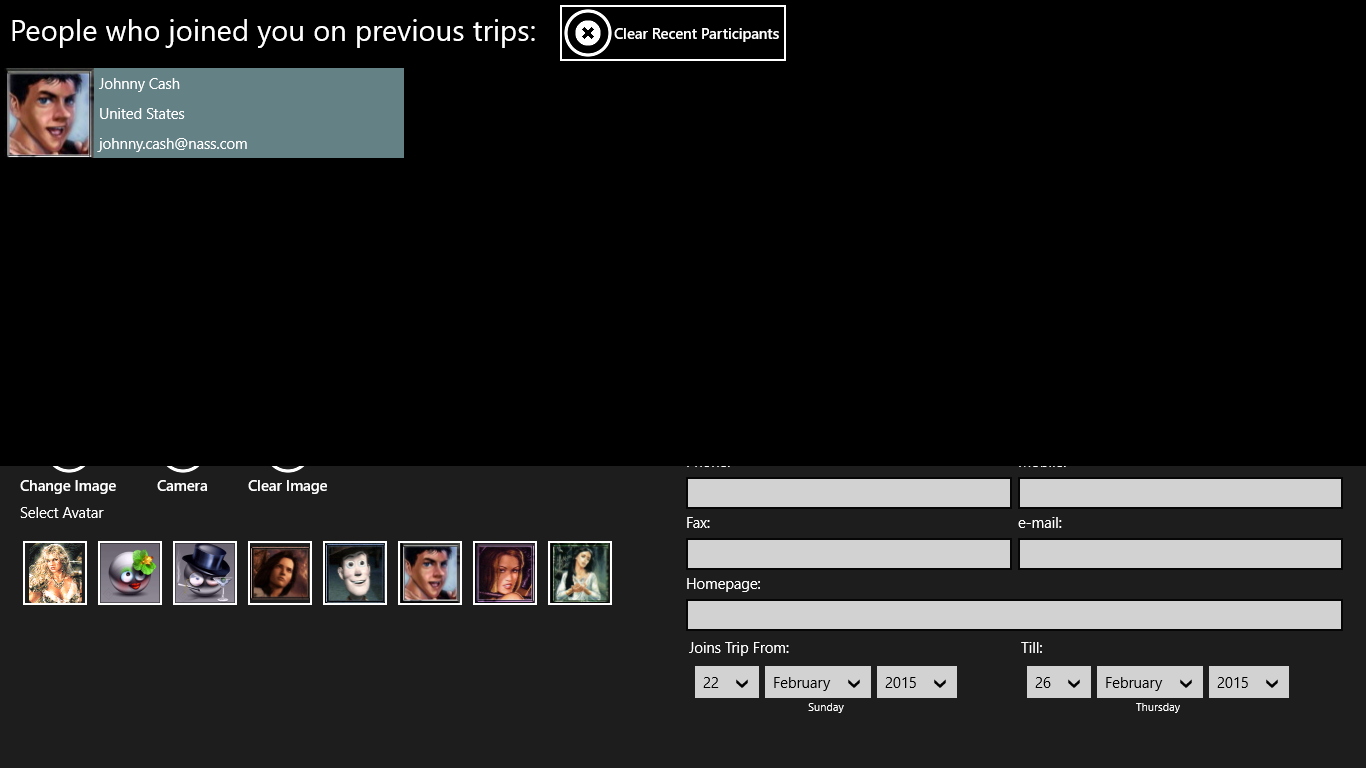 People who joined you on previous trips:
Clear Recent Participants
Johnny Cash
United States
johnny.cash@nass.com
Change Image
Camera
Clear Image
Select Avatar
Fax:
e-mail:
Homepage:
Joins Trip From:
Till:
22
February
2015
26
February
2015
Sunday
Thursday